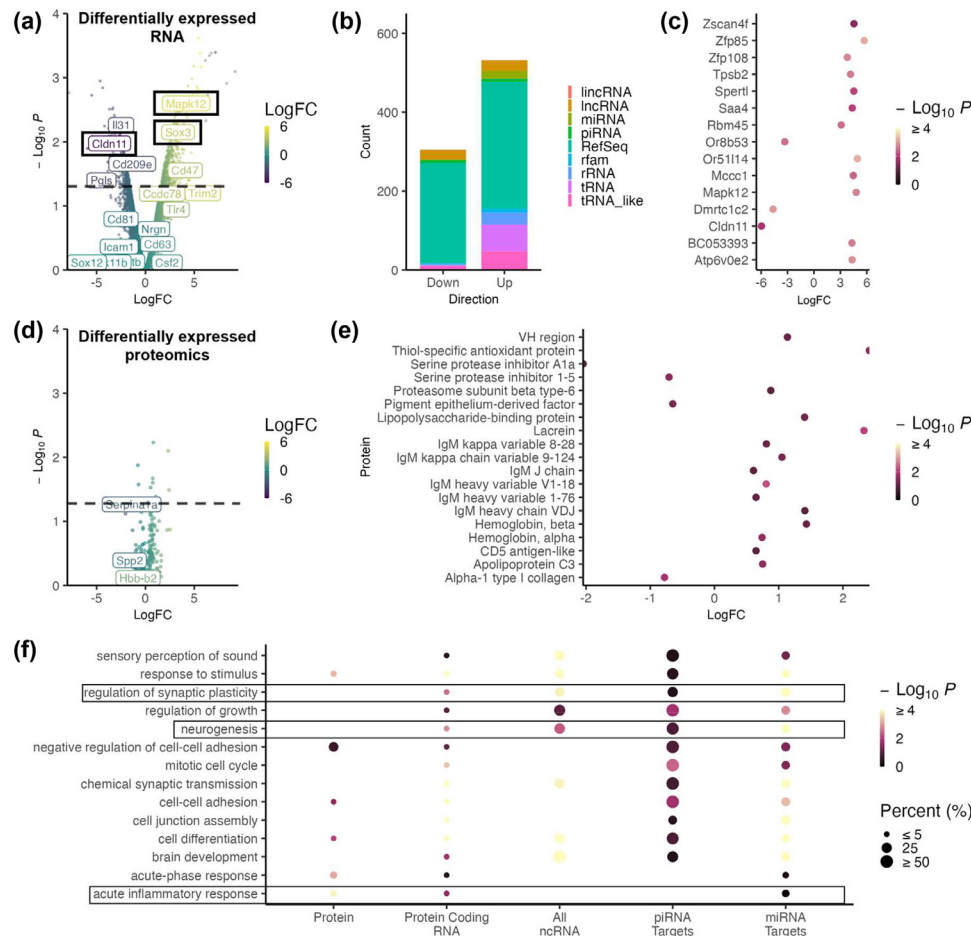 (a)
Differentially expressed
RNA
4
3
2
1
0
− Log10 P
-5
0
5
LogFC
Mapk12
Sox3
Il31
Cldn11
Cd209e
Cd47
Pgls
Ccdc78
Trim2
Tlr4
Cd81
Nrgn
Icam1
Cd63
Sox12
11b
tb
Csf2
LogFC
6
0
-6
(b)
600
400
200
0
Count
Down
Up
Direction
lincRNA
lncRNA
miRNA
piRNA
RefSeq
rfam
rRNA
tRNA
tRNA_like
(c)
Zscan4f
Zfp85
Zfp108
Tpsb2
Spertl
Saa4
Rbm45
Or8b53
Or51l14
Mccc1
Mapk12
Dmrtc1c2
Cldn11
BC053393
Atp6v0e2
-6
-3
0
3
6
LogFC
− Log10 P
≥ 4
2
0
(d)
Differentially expressed
proteomics
4
3
2
1
0
− Log10 P
Serpina1a
Spp2
Hbb-b2
-5
0
5
LogFC
LogFC
6
0
-6
(e)
Protein
VH region
Thiol-specific antioxidant protein
Serine protease inhibitor A1a
Serine protease inhibitor 1-5
Proteasome subunit beta type-6
Pigment epithelium-derived factor
Lipopolysaccharide-binding protein
Lacrein
IgM kappa variable 8-28
IgM kappa chain variable 9-124
IgM J chain
IgM heavy variable V1-18
IgM heavy variable 1-76
IgM heavy chain VDJ
Hemoglobin, beta
Hemoglobin, alpha
CD5 antigen-like
Apolipoprotein C3
Alpha-1 type I collagen
-2
-1
0
1
2
LogFC
− Log10 P
≥ 4
2
0
(f)
sensory perception of sound
response to stimulus
regulation of synaptic plasticity
regulation of growth
neurogenesis
negative regulation of cell-cell adhesion
mitotic cell cycle
chemical synaptic transmission
cell-cell adhesion
cell junction assembly
cell differentiation
brain development
acute-phase response
acute inflammatory response
Protein
Protein Coding
RNA
All
ncRNA
piRNA
Targets
miRNA
Targets
− Log10 P
≥ 4
2
0
Percent (%)
≤ 5
25
≥ 50